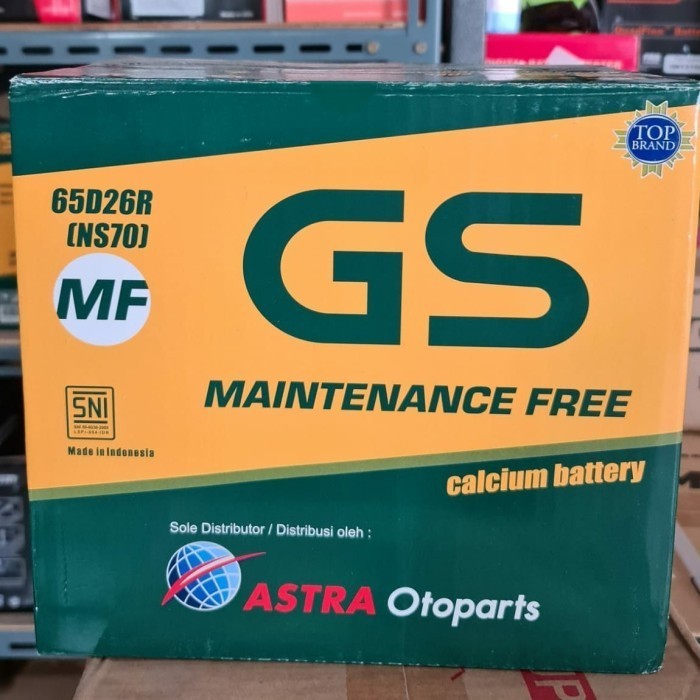 TOP
BRAND
65D26R
(NS70)
GS
MF
MAINTENANCE FREE
SNI
Made in Indonesia
calcium battery
Sole Distributor / Distribusi oleh :
ASTRA Otoparts